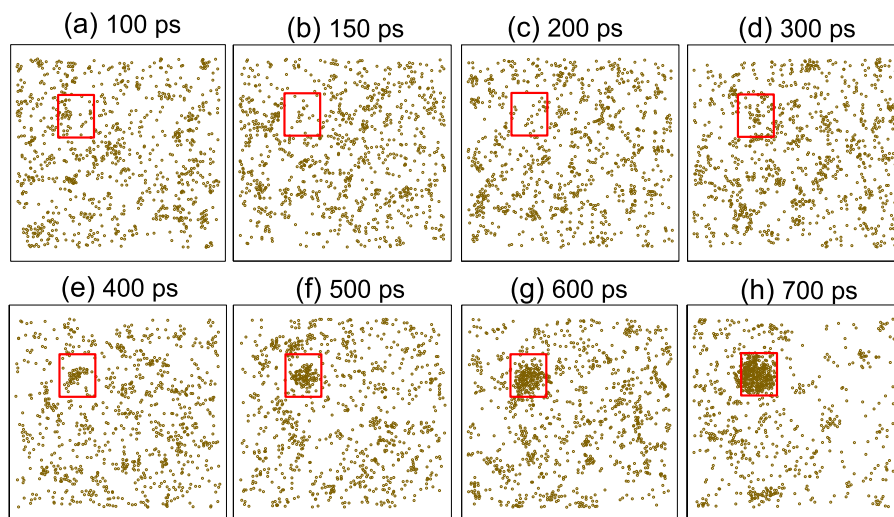 (a) 100 ps
(b) 150 ps
(c) 200 ps
(d) 300 ps
(e) 400 ps
(f) 500 ps
(g) 600 ps
(h) 700 ps